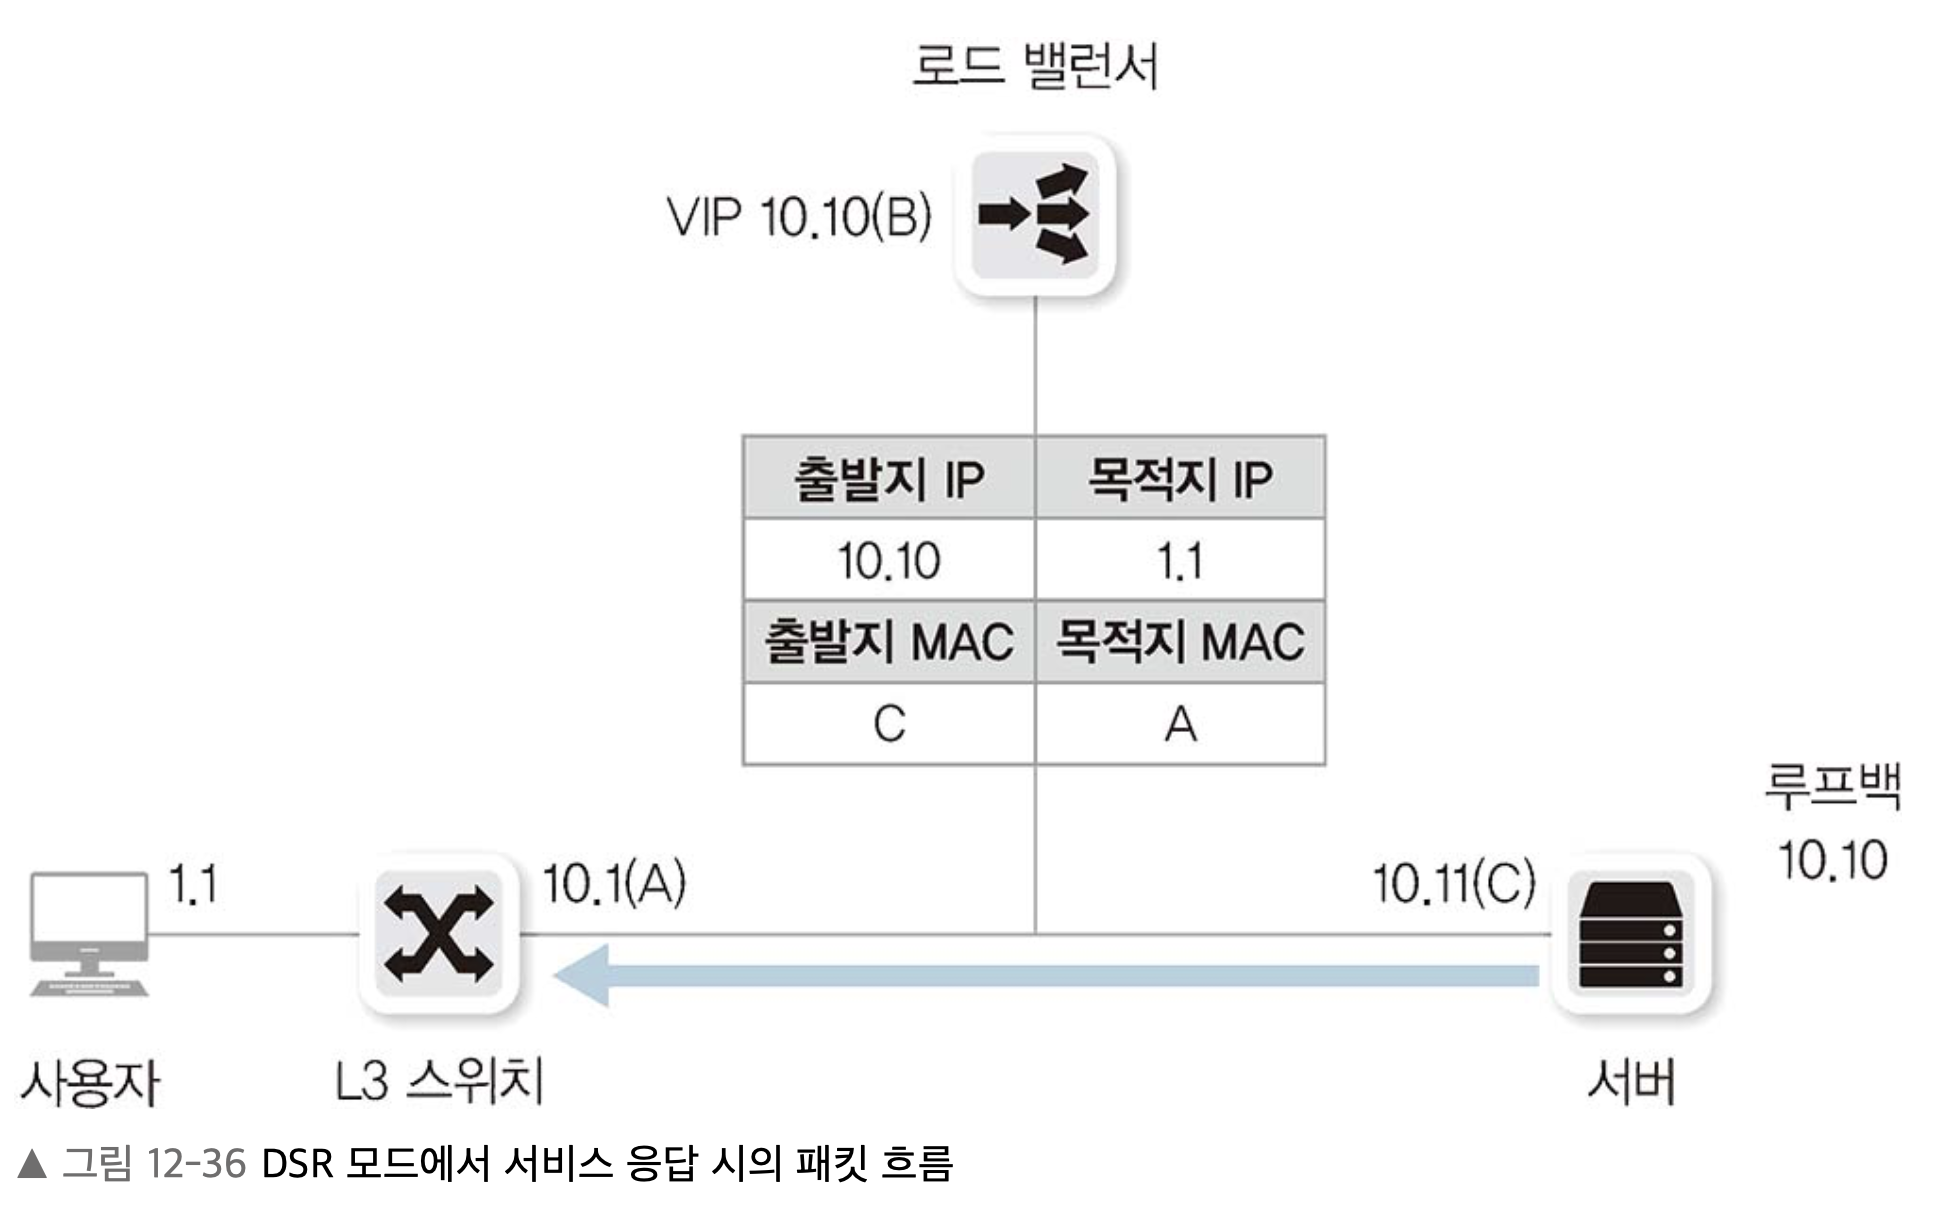 로드 밸런서
VIP 10.10(B)
출발지 IP 목적지 IP
10.10 1.1
출발지 MAC 목적지 MAC
C A
루프백
10.10
1.1 10.1(A) 10.11(C)
사용자 L3 스위치 서버
▲ 그림 12-36 DSR 모드에서 서비스 응답 시의 패킷 흐름